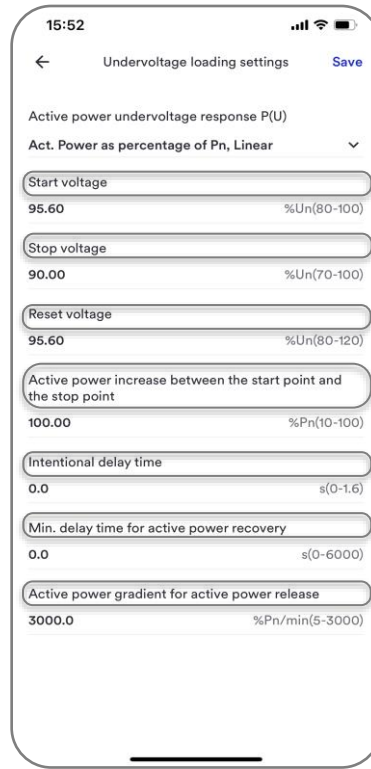 15:52
Undervoltage loading settings Save
Active power undervoltage response P(U)
Act. Power as percentage of Pn, Linear
Start voltage
95.60 %Un(80-100)
Stop voltage
90.00 %Un(70-100)
Reset voltage
95.60 %Un(80-120)
Active power increase between the start point and
the stop point
100.00 %Pn(10-100)
Intentional delay time
0.0 s(0-1.6)
Min. delay time for active power recovery
0.0 s(0-6000)
Active power gradient for active power release
3000.0 %Pn/min(5-3000)